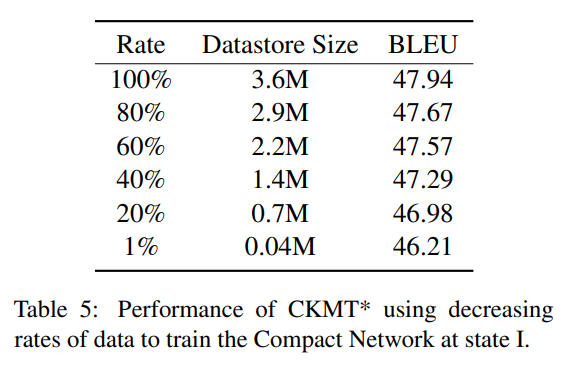 Rate Datastore Size BLEU
100% 3.6M 47.94
80% 2.9M 47.67
60% 2.2M 47.57
40% 1.4M 47.29
20% 0.7M 46.98
1% 0.04M 46.21
Table 5: Performance of CKMT* using decreasing
rates of data to train the Compact Network at state I.